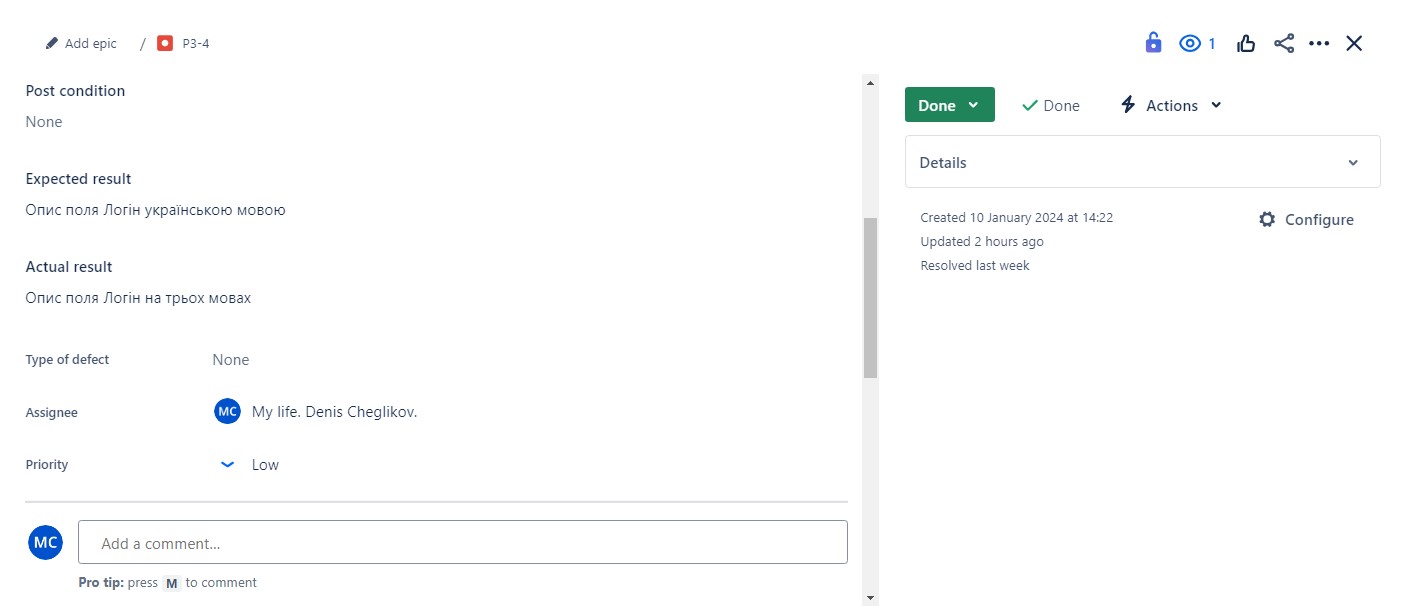 Add epic / P3-4
1
Post condition
None
Expected result
Опис поля Логін українською мовою
Actual result
Опис поля Логін на трьох мовах
Type of defect None
Assignee MC My life. Denis Cheglikov.
Priority Low
MC Add a comment...
Pro tip: press M to comment
Done Done Actions
Details
Created 10 January 2024 at 14:22
Configure
Updated 2 hours ago
Resolved last week